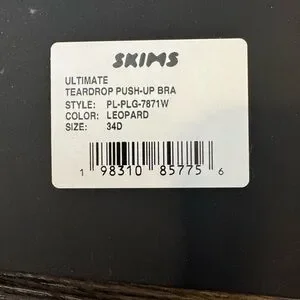 SKIMS
ULTIMATE
TEARDROP PUSH-UP BRA
STYLE: PL-PLG-7871W
COLOR: LEOPARD
SIZE: 34D
1 98310 85775 6